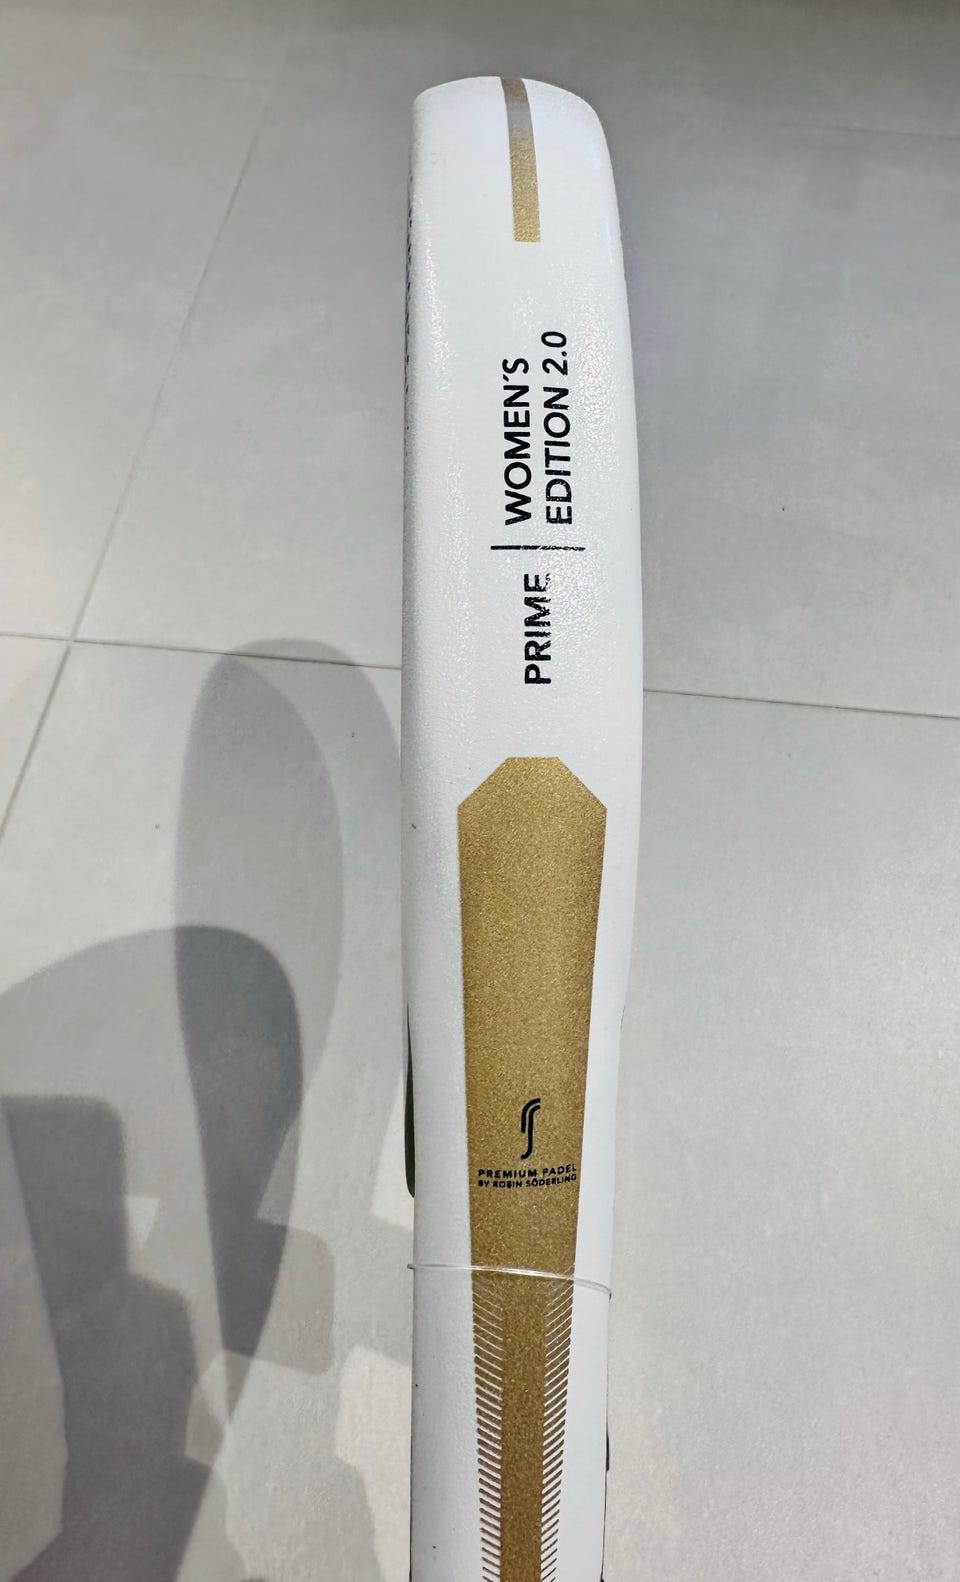 PRIME
WOMEN'S
EDITION 2.0
PREMIUM PADEL
BY ROBIN SÖDERLING